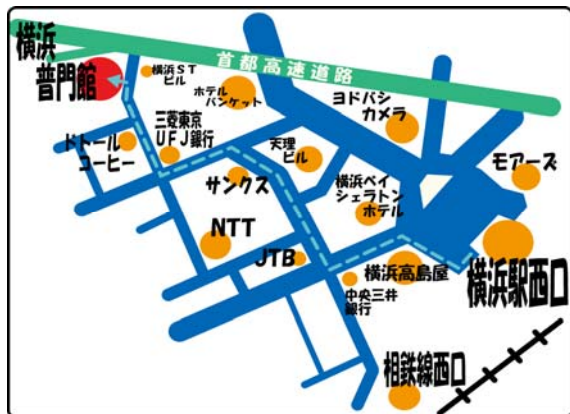 首都高速道路
横浜
普門館
横浜ST
ビル
ホテル
バンケット
ヨドバシ
カメラ
ドトール
コーヒー
三菱東京
UFJ銀行
天理
ビル
モアーズ
サンクス
横浜ベイ
シェラトン
ホテル
NTT
JTB
横浜高島屋
横浜駅西口
中央三井
銀行
相鉄線西口